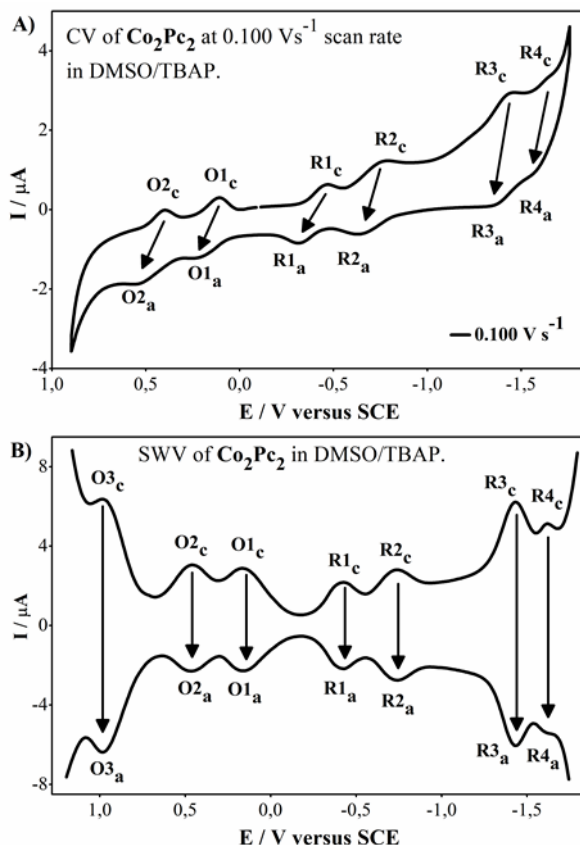 A)
CV of Co₂Pc₂ at 0.100 Vs⁻¹ scan rate
in DMSO/TBAP.
4
2
0
-2
-4
I / µA
O2c
O1c
R1c
R2c
R3c
R4c
O2a
O1a
R1a
R2a
R3a
R4a
0.100 V s⁻¹
1,0 0,5 0,0 -0,5 -1,0 -1,5
E / V versus SCE
B)
SWV of Co₂Pc₂ in DMSO/TBAP.
8
4
0
-4
-8
I / µA
O3c
O2c
O1c
R1c
R2c
R3c
R4c
O3a
O2a
O1a
R1a
R2a
R3a
R4a
1,0 0,5 0,0 -0,5 -1,0 -1,5
E / V versus SCE